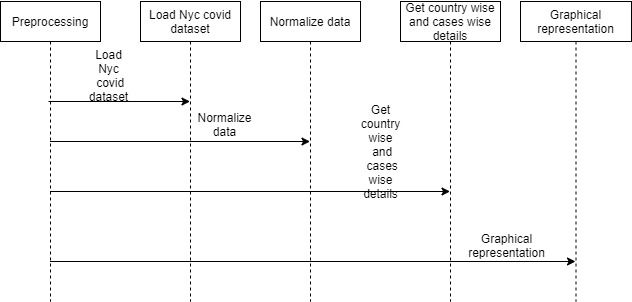 Preprocessing
Load Nyc covid
dataset
Normalize data
Get country wise
and cases wise
details
Graphical
representation
Load
Nyc
covid
dataset
Normalize
data
Get
country
wise
and
cases
wise
details
Graphical
representation